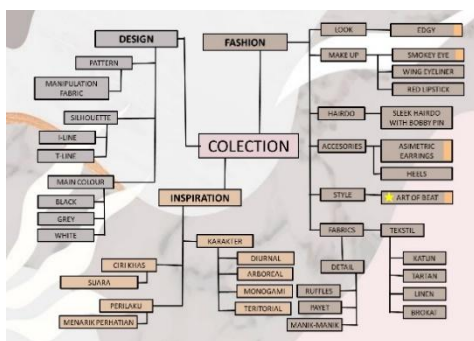 DESIGN
PATTERN
MANIPULATION
FABRIC
SILHOUETTE
I-LINE
T-LINE
MAIN COLOUR
BLACK
GREY
WHITE
FASHION
LOOK
EDGY
MAKE UP
SMOKEY EYE
WING EYELINER
RED LIPSTICK
HAIRDO
SLEEK HAIRDO
WITH BOBBY PIN
ACCESORIES
ASIMETRIC
EARRINGS
HEELS
STYLE
ART OF BEAT
FABRICS
TEKSTIL
KATUN
TARTAN
LINEN
BROKAT
DETAIL
RUFFLES
PAYET
MANIK-MANIK
COLECTION
INSPIRATION
KARAKTER
DIURNAL
ARBOREAL
MONOGAMI
TERITORIAL
CIRI KHAS
SUARA
PERILAKU
MENARIK PERHATIAN